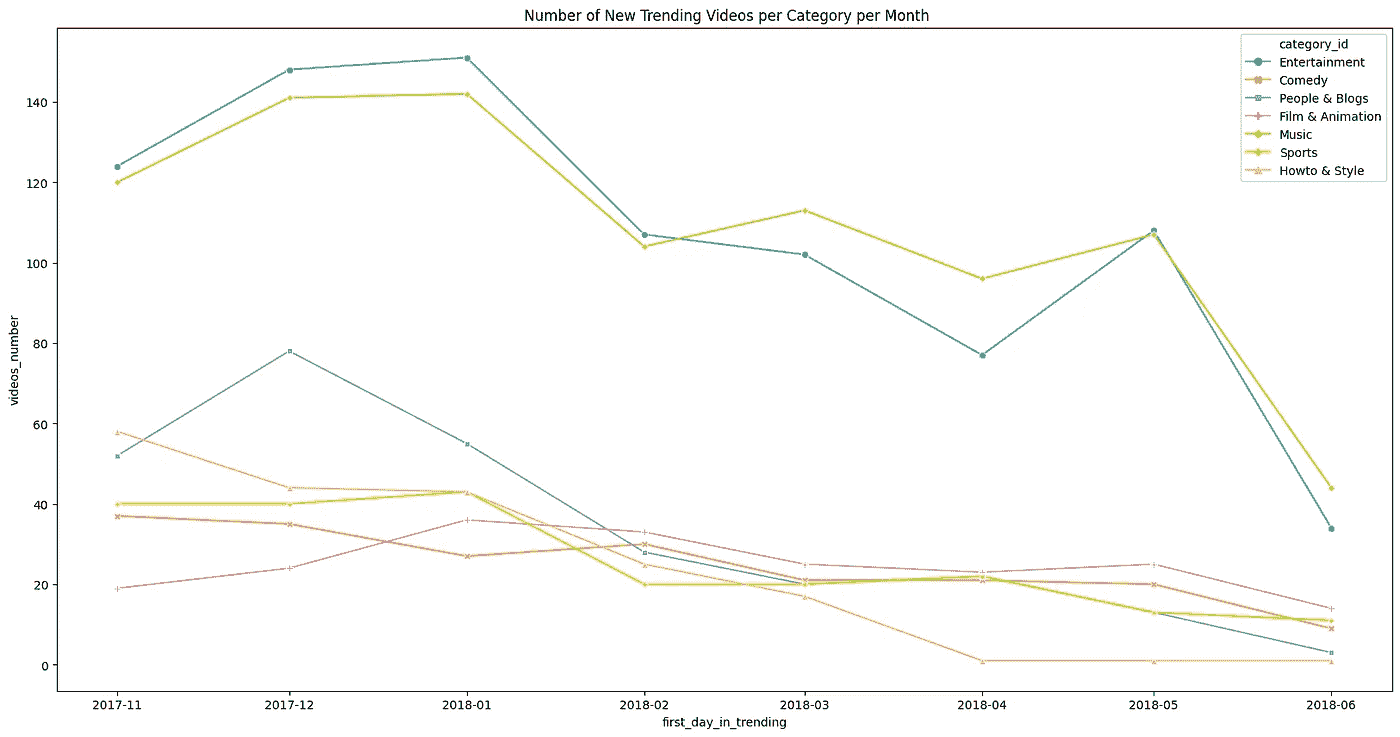 Number of New Trending Videos per Category per Month
category_id
Entertainment
Comedy
People & Blogs
Film & Animation
Music
Sports
Howto & Style
videos_number
140
120
100
80
60
40
20
0
2017-11 2017-12 2018-01 2018-02 2018-03 2018-04 2018-05 2018-06
first_day_in_trending